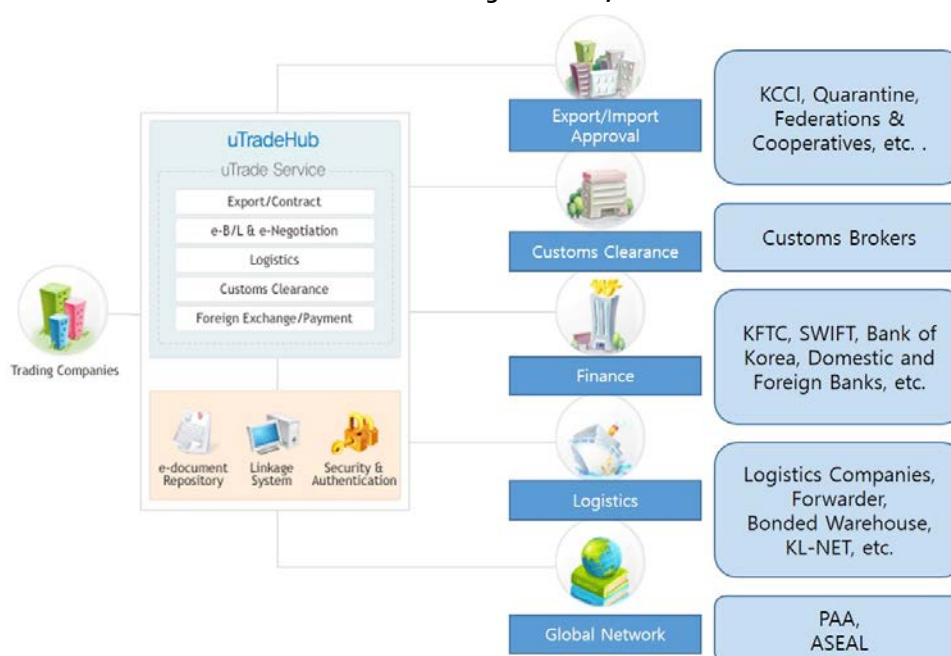 Trading Companies
uTradeHub
uTrade Service
Export/Contract
e-B/L & e-Negotiation
Logistics
Customs Clearance
Foreign Exchange/Payment
e-document
Repository
Linkage
System
Security &
Authentication
Export/Import
Approval
KCCI, Quarantine,
Federations &
Cooperatives, etc. .
Customs Clearance
Customs Brokers
Finance
KFTC, SWIFT, Bank of
Korea, Domestic and
Foreign Banks, etc.
Logistics
Logistics Companies,
Forwarder,
Bonded Warehouse,
KL-NET, etc.
Global Network
PAA,
ASEAL